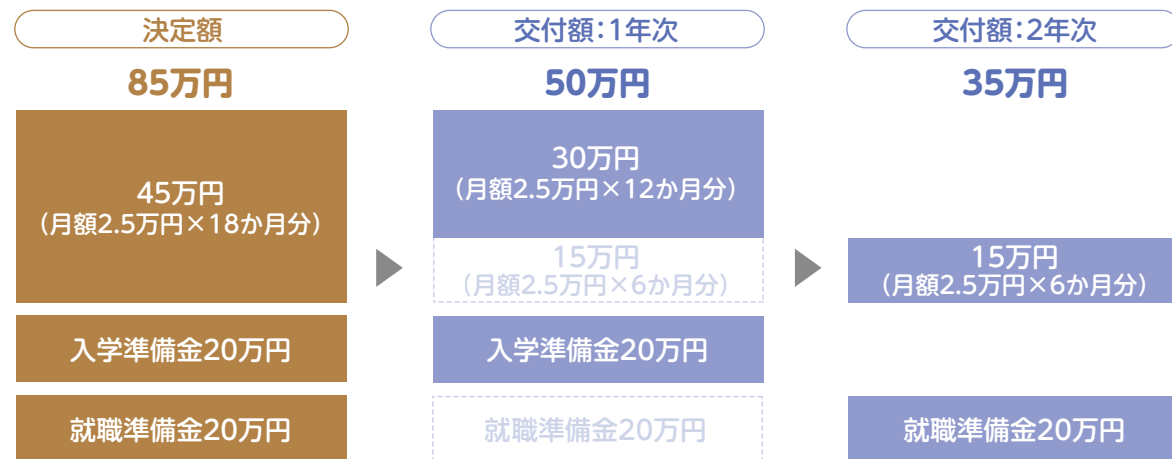 決定額
85万円
45万円
（月額2.5万円×18か月分）
入学準備金20万円
就職準備金20万円
交付額：1年次
50万円
30万円
（月額2.5万円×12か月分）
15万円
（月額2.5万円×6か月分）
入学準備金20万円
就職準備金20万円
交付額：2年次
35万円
15万円
（月額2.5万円×6か月分）
就職準備金20万円